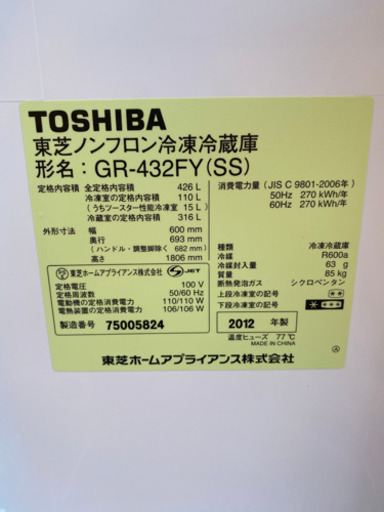 TOSHIBA
東芝ノンフロン冷凍冷蔵庫
形名：GR-432FY(SS)
定格内容積 全定格内容積 426 L
冷凍室の定格内容積 110 L
(うちツースター性能冷凍室 15 L)
冷蔵室の定格内容積 316 L
外形寸法 幅 600 mm
奥行 693 mm
(ハンドル・調整脚除く 682 mm)
高さ 1806 mm
東芝ホームアプライアンス株式会社 S JET
定格電圧 100 V
定格周波数 50/60 Hz
電動機の定格消費電力 110/110 W
電熱装置の定格消費電力 106/106 W
製造番号 75005824
消費電力量 (JIS C 9801-2006年)
50Hz 270 kWh/年
60Hz 270 kWh/年
種類 冷凍冷蔵庫
冷媒 R600a
冷媒封入量 63 g
質量 85 kg
断熱発泡ガス シクロペンタン
上段冷凍室の記号
下段冷凍室の記号
2012 年製
温度ヒューズ 77℃
MADE IN CHINA
Ⓐ
東芝ホームアプライアンス株式会社